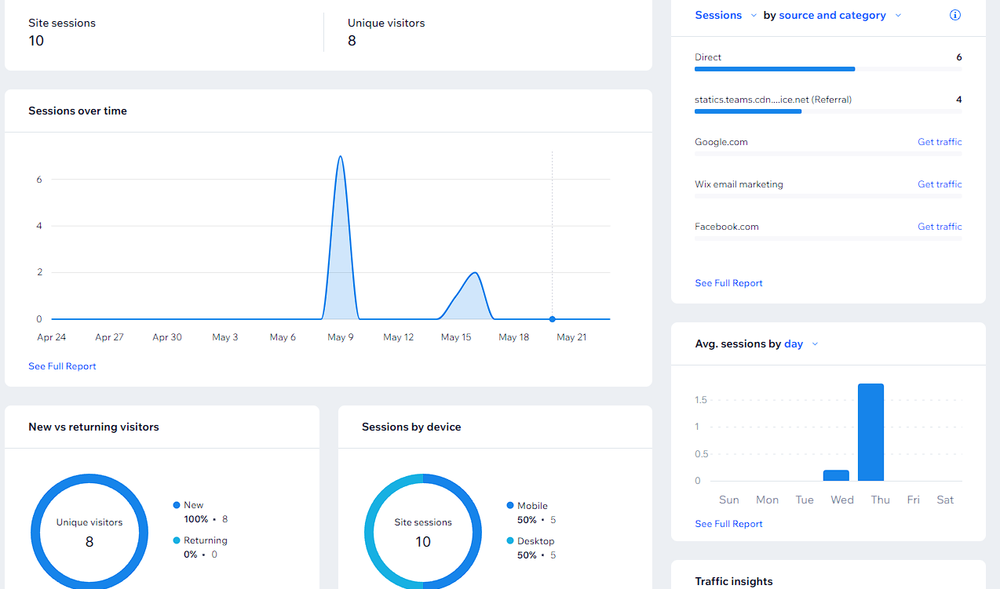 Site sessions
10
Unique visitors
8
Sessions over time
6
4
2
0
Apr 24 Apr 27 Apr 30 May 3 May 6 May 9 May 12 May 15 May 18 May 21
See Full Report
New vs returning visitors
Unique visitors
8
New
100% • 8
Returning
0% • 0
Sessions by device
Site sessions
10
Mobile
50% • 5
Desktop
50% • 5
Sessions by source and category
Direct 6
statics.teams.cdn....ice.net (Referral) 4
Google.com Get traffic
Wix email marketing Get traffic
Facebook.com Get traffic
See Full Report
Avg. sessions by day
1.5
1
0.5
0
Sun Mon Tue Wed Thu Fri Sat
See Full Report
Traffic insights